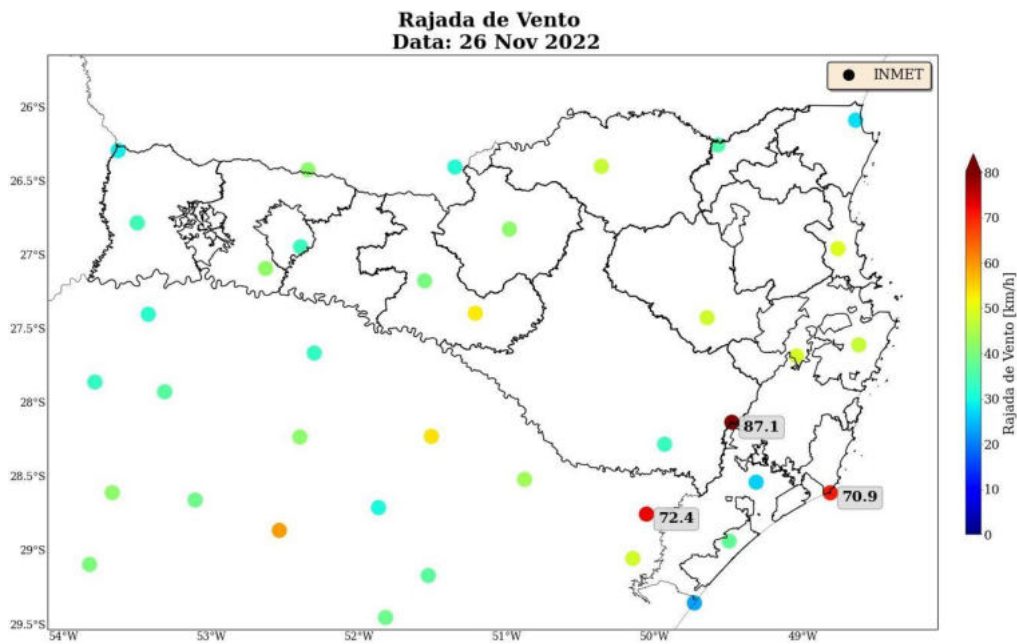 Rajada de Vento
Data: 26 Nov 2022
INMET
26°S
26.5°S
27°S
27.5°S
28°S
28.5°S
29°S
29.5°S
54°W
53°W
52°W
51°W
50°W
49°W
87.1
70.9
72.4
80
70
60
50
40
30
20
10
0
Rajada de Vento [km/h]